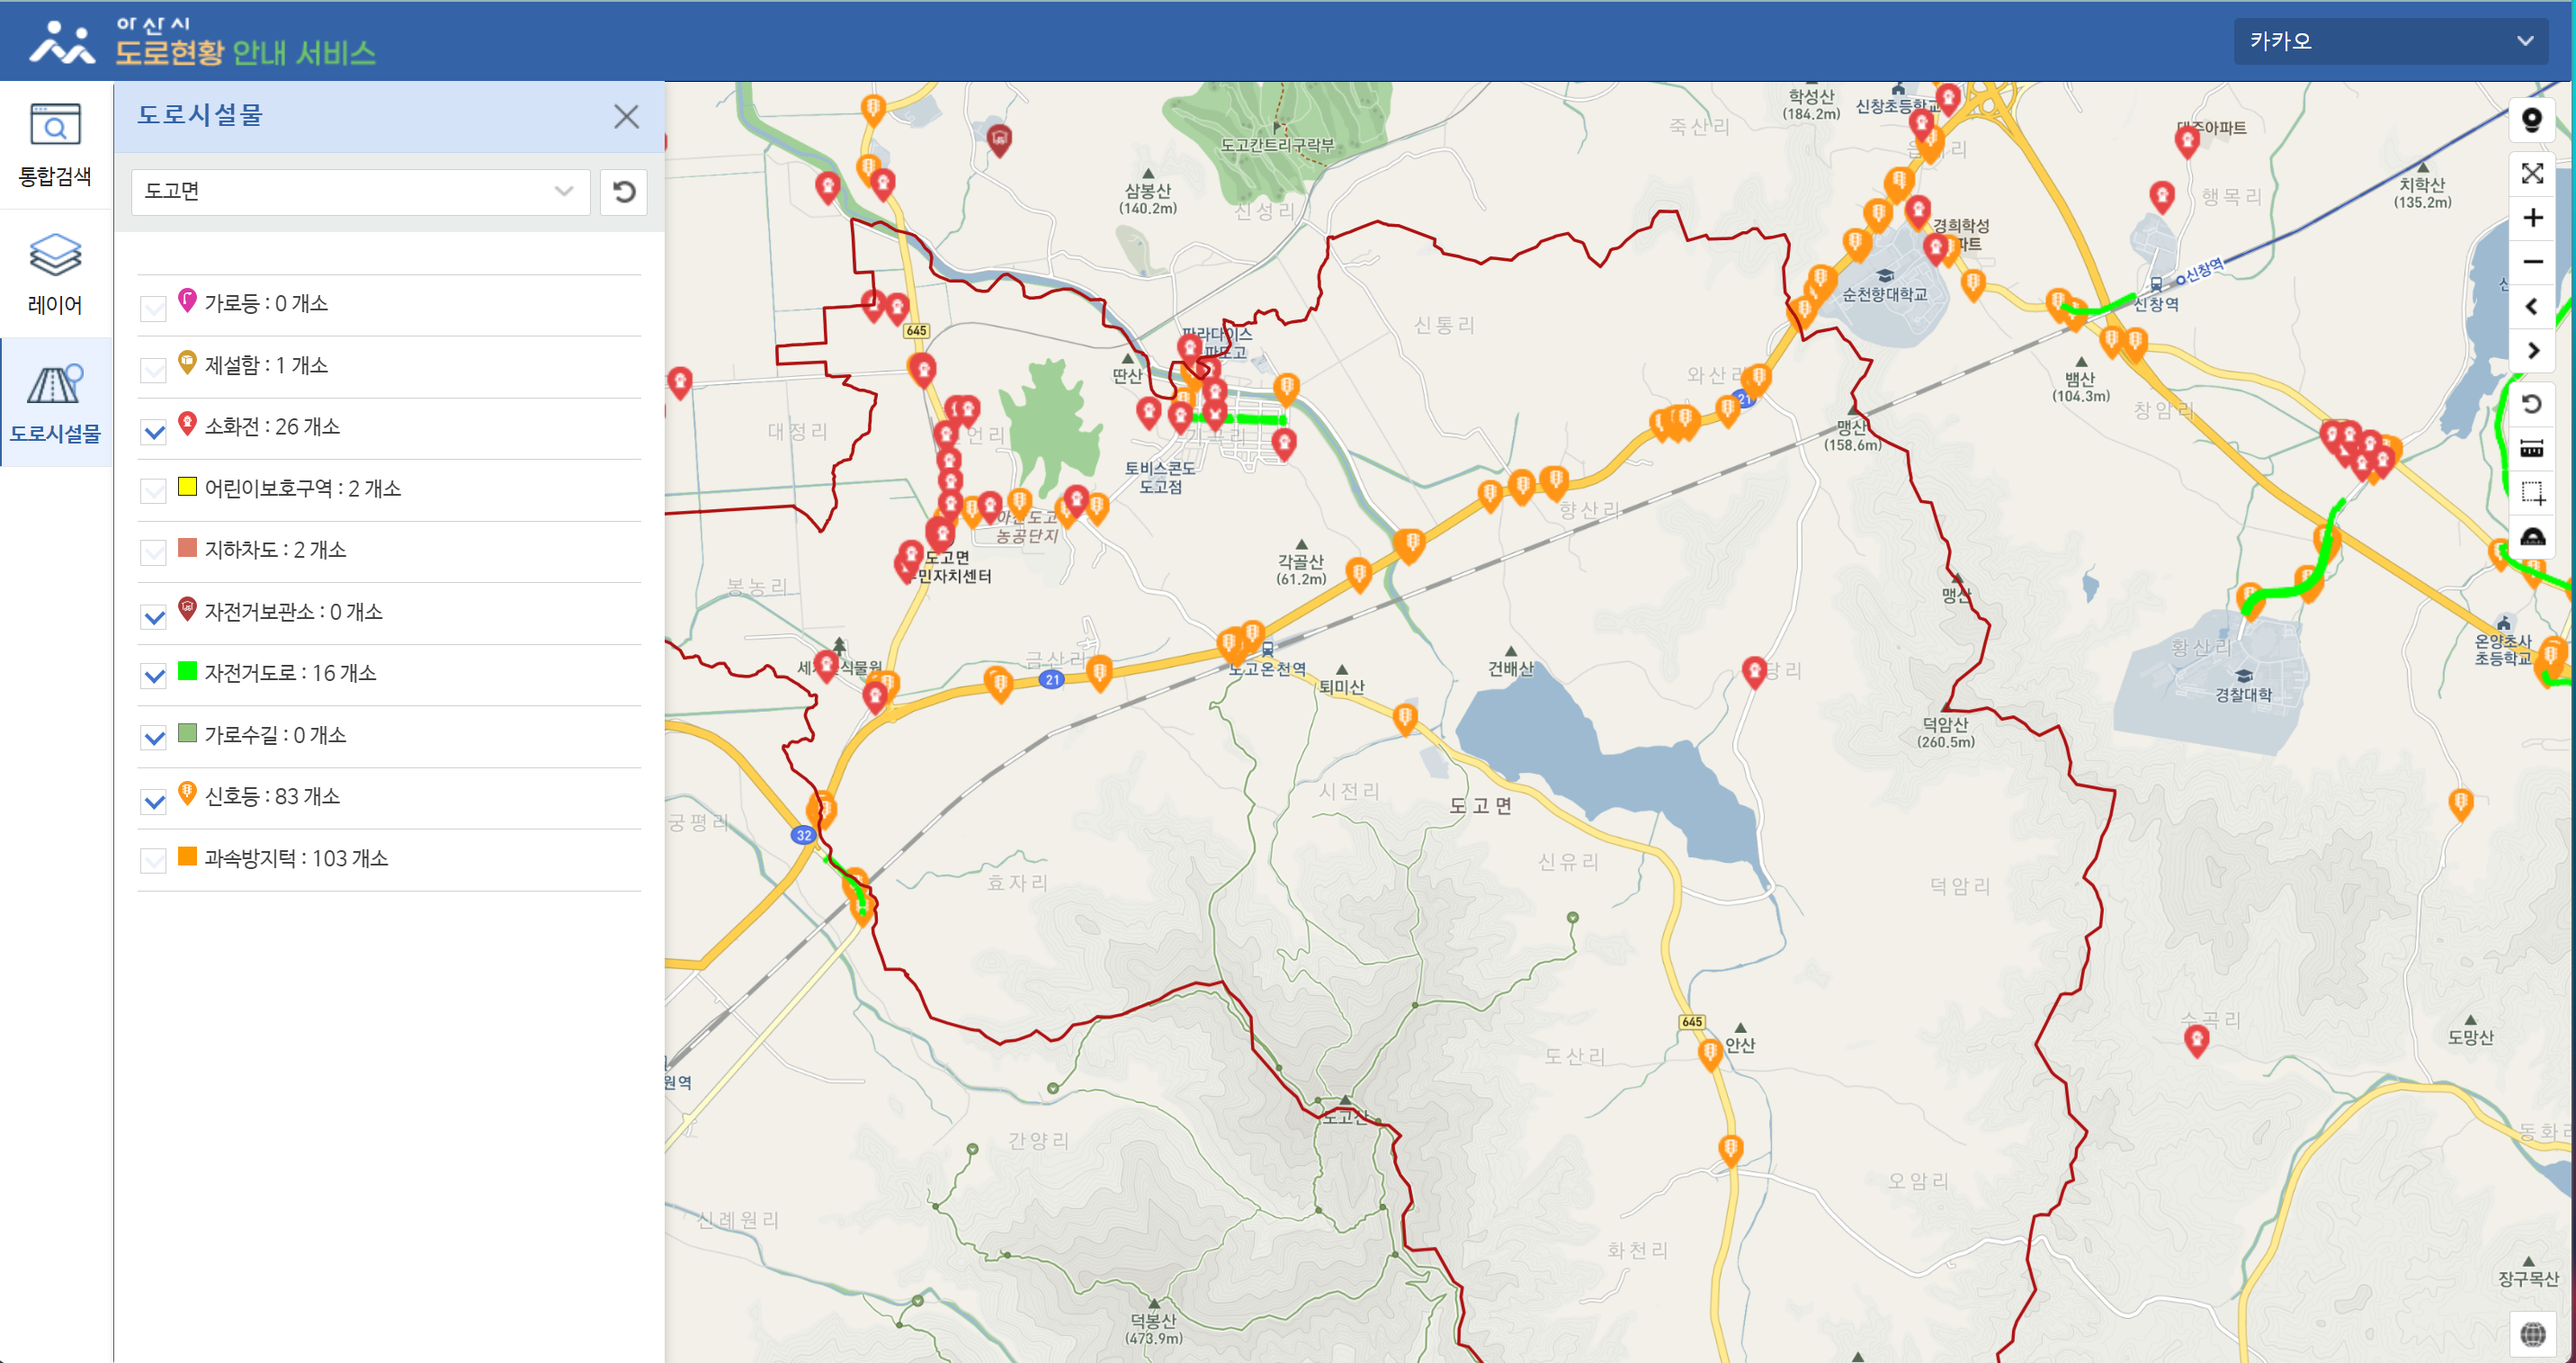 아산시
도로현황 안내 서비스
카카오
통합검색
레이어
도로시설물
도로시설물
도고면
가로등 : 0 개소
제설함 : 1 개소
소화전 : 26 개소
어린이보호구역 : 2 개소
지하차도 : 2 개소
자전거보관소 : 0 개소
자전거도로 : 16 개소
가로수길 : 0 개소
신호등 : 83 개소
과속방지턱 : 103 개소
학성산
(184.2m)
신창초등학교
죽산리
도고칸트리구락부
삼봉산
(140.2m)
신성리
행목리
치학산
(135.2m)
경희학성
순천향대학교
신창역
신창역
645
파라다이스
도고
딴산
신통리
와산리
21
뱀산
(104.3m)
창암리
맹산
(158.6m)
대정리
토비스콘도
도고점
향산리
아산도고
농공단지
도고면
주민자치센터
각골산
(61.2m)
봉농리
맹산
온양초사
초등학교
황산리
경찰대학
금산리
21
도고온천역
퇴미산
건배산
덕암산
(260.5m)
시전리
도고면
궁평리
32
신유리
효자리
덕암리
645
안산
도산리
수곡리
도망산
원역
도고산
간양리
동화리
오암리
신례원리
화천리
장구목산
덕봉산
(473.9m)